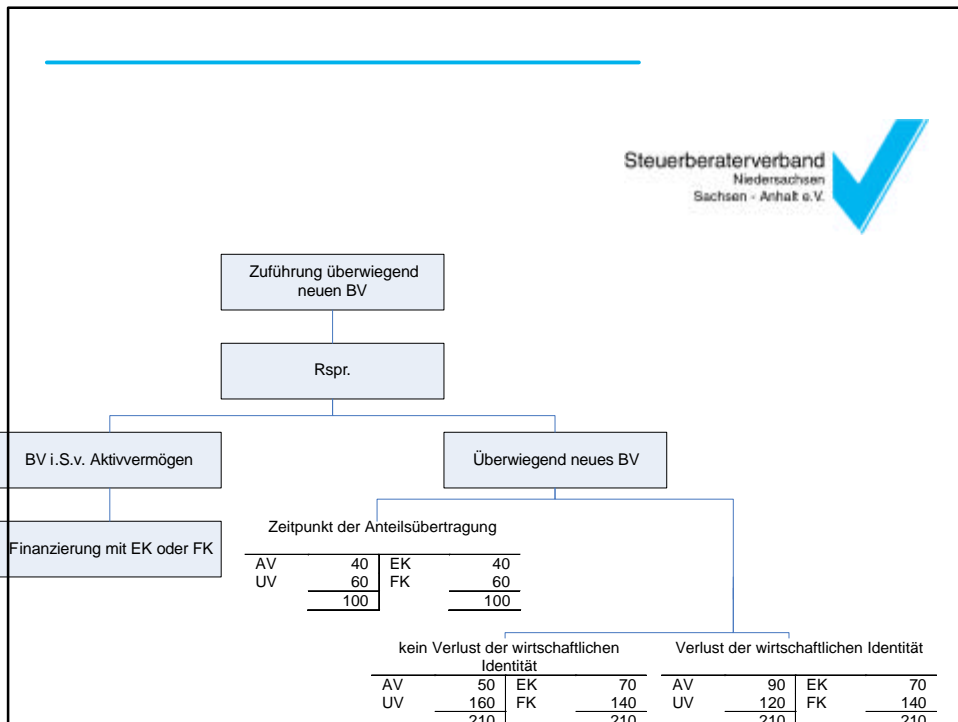 Steuerberaterverband
Niedersachsen
Sachsen - Anhalt e.V.
Zuführung überwiegend
neuen BV
Rspr.
BV i.S.v. Aktivvermögen
Überwiegend neues BV
Finanzierung mit EK oder FK
Zeitpunkt der Anteilsübertragung
AV 40 EK 40
UV 60 FK 60
100 100
kein Verlust der wirtschaftlichen
Identität
AV 50 EK 70
UV 160 FK 140
210 210
Verlust der wirtschaftlichen Identität
AV 90 EK 70
UV 120 FK 140
210 210